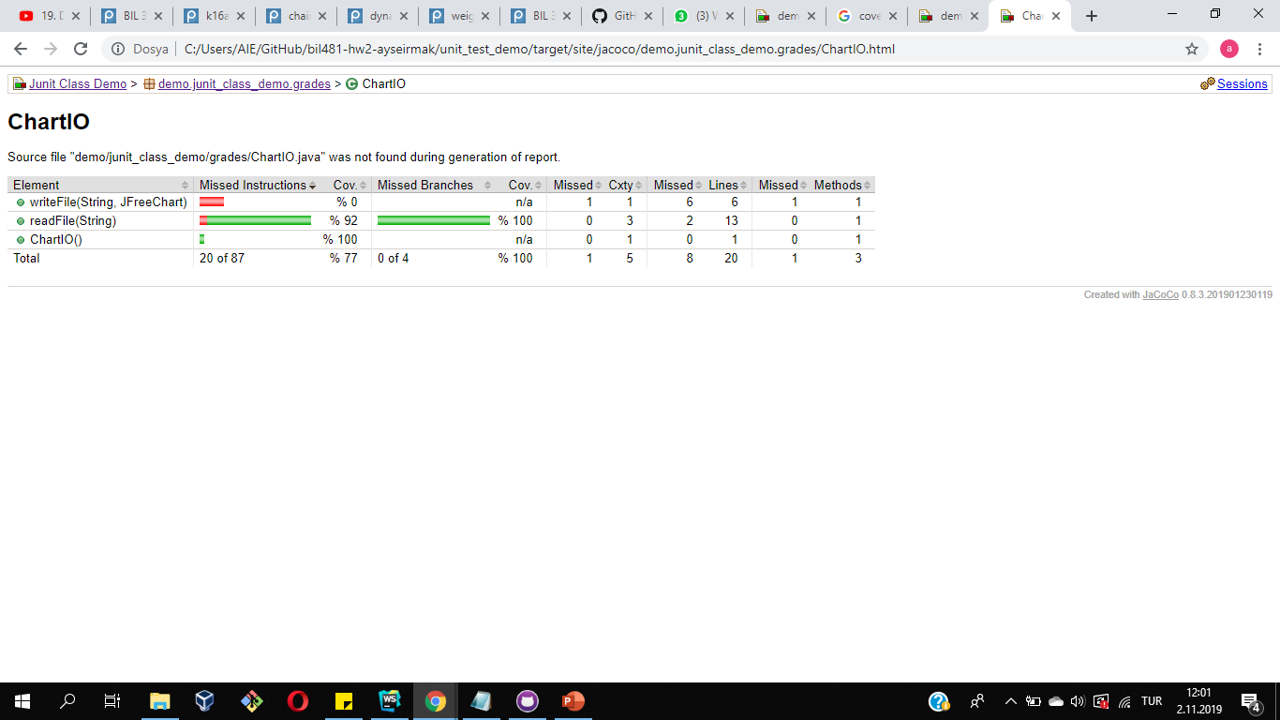 19. D
BIL 3
k16a
chai
dyna
weig
BIL 3
GitH
(3) W
dem
cove
dem
Cha
a
Dosya
C:/Users/AIE/GitHub/bil481-hw2-ayseirmak/unit_test_demo/target/site/jacoco/demo.junit_class_demo.grades/ChartIO.html
Junit Class Demo > demo.junit_class_demo.grades > ChartIO Sessions
ChartIO
Source file "demo/junit_class_demo/grades/ChartIO.java" was not found during generation of report.
Element Missed Instructions Cov. Missed Branches Cov. Missed Cxty Missed Lines Missed Methods
writeFile(String, JFreeChart) % 0 n/a 1 1 6 6 1 1
readFile(String) % 92 % 100 0 3 2 13 0 1
ChartIO() % 100 n/a 0 1 0 1 0 1
Total 20 of 87 % 77 0 of 4 % 100 1 5 8 20 1 3
Created with JaCoCo 0.8.3.201901230119
WS
TUR
12:01
2.11.2019
4